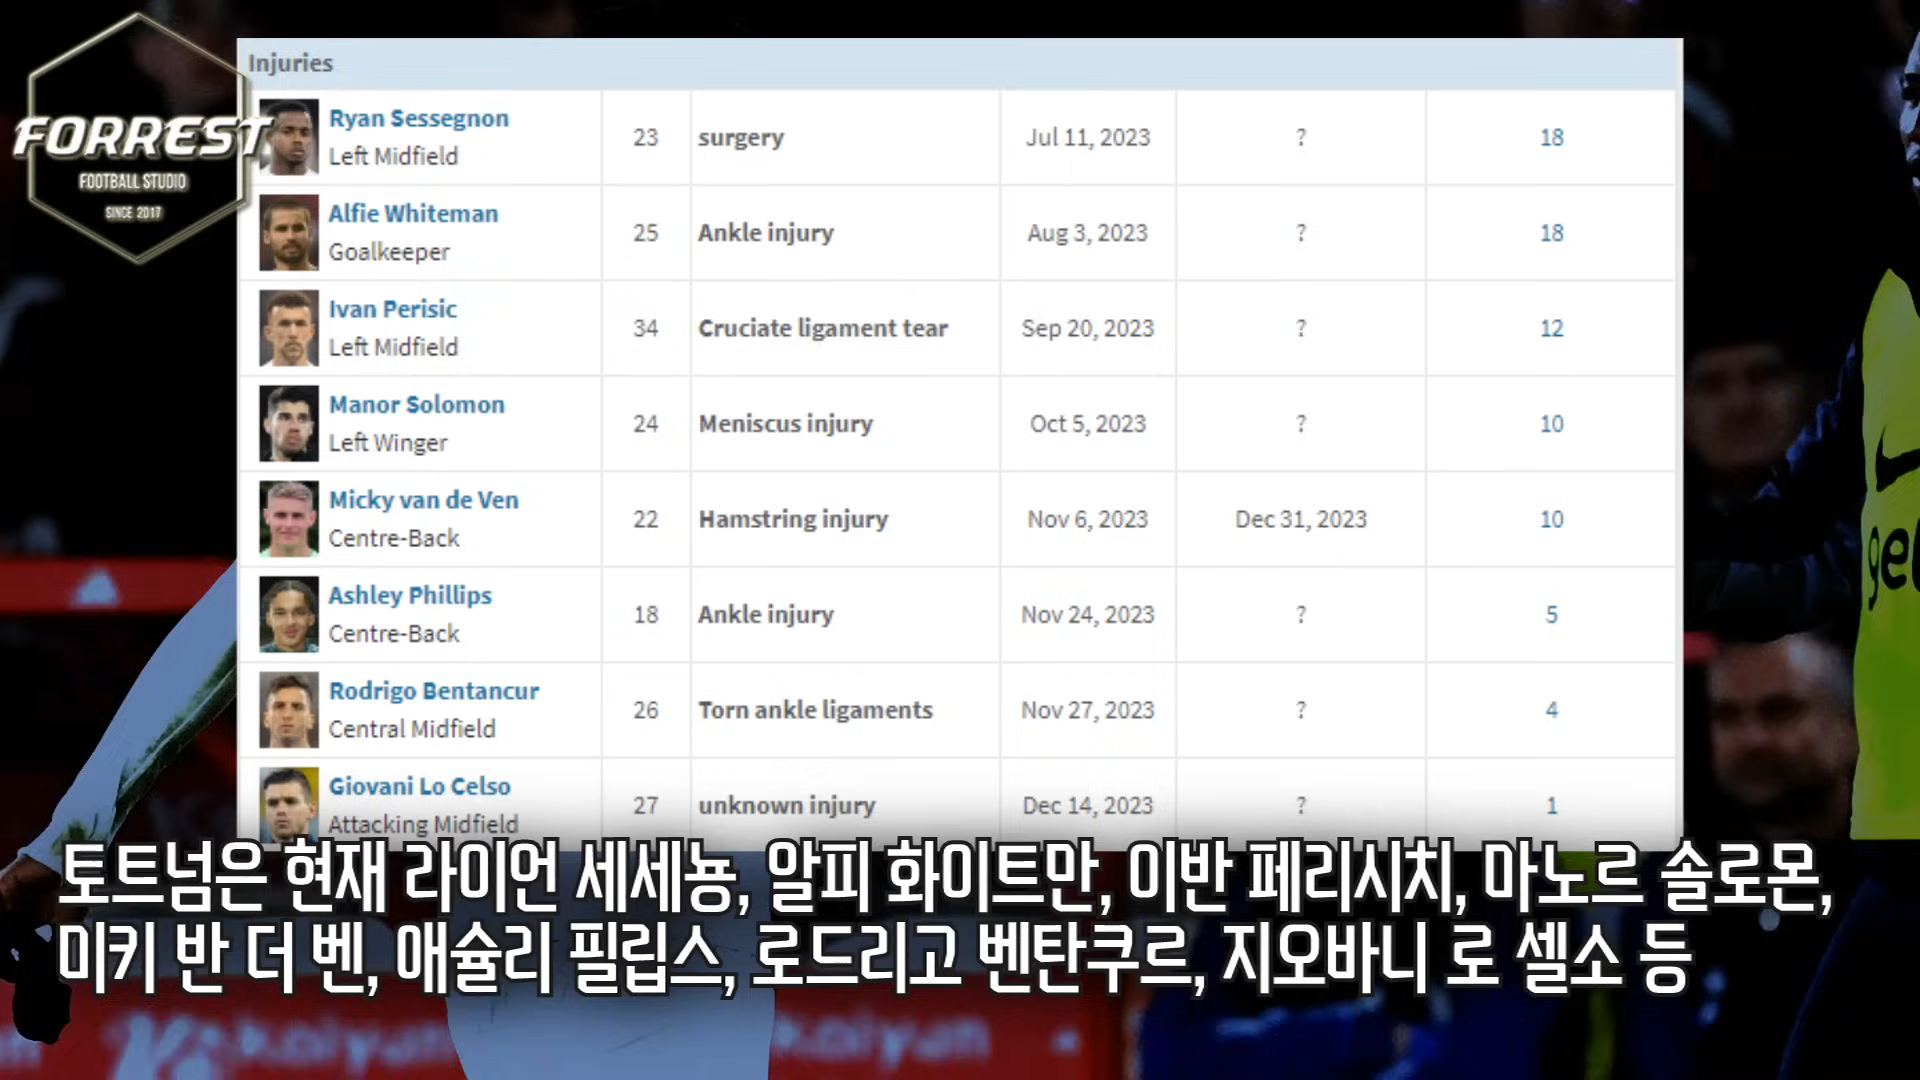 FORREST
FOOTBALL STUDIO
SINCE 2017
Injuries
Ryan Sessegnon
Left Midfield
23 surgery Jul 11, 2023 ? 18
Alfie Whiteman
Goalkeeper
25 Ankle injury Aug 3, 2023 ? 18
Ivan Perisic
Left Midfield
34 Cruciate ligament tear Sep 20, 2023 ? 12
Manor Solomon
Left Winger
24 Meniscus injury Oct 5, 2023 ? 10
Micky van de Ven
Centre-Back
22 Hamstring injury Nov 6, 2023 Dec 31, 2023 10
Ashley Phillips
Centre-Back
18 Ankle injury Nov 24, 2023 ? 5
Rodrigo Bentancur
Central Midfield
26 Torn ankle ligaments Nov 27, 2023 ? 4
Giovani Lo Celso
Attacking Midfield
27 unknown injury Dec 14, 2023 ? 1
토트넘은 현재 라이언 세세뇽, 알피 화이트만, 이반 페리시치, 마노르 솔로몬,
미키 반 더 벤, 애슐리 필립스, 로드리고 벤탄쿠르, 지오바니 로 셀소 등
kaiyun